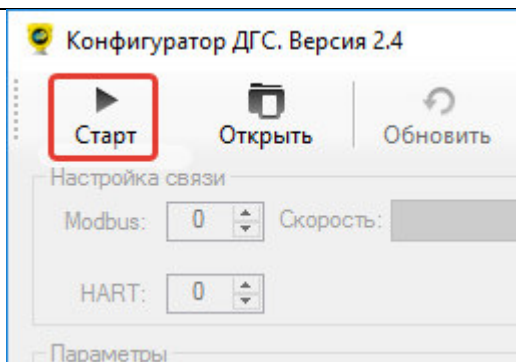 Конфигуратор ДГС. Версия 2.4
Старт Открыть Обновить
Настройка связи
Modbus: 0 Скорость:
HART: 0
Параметры